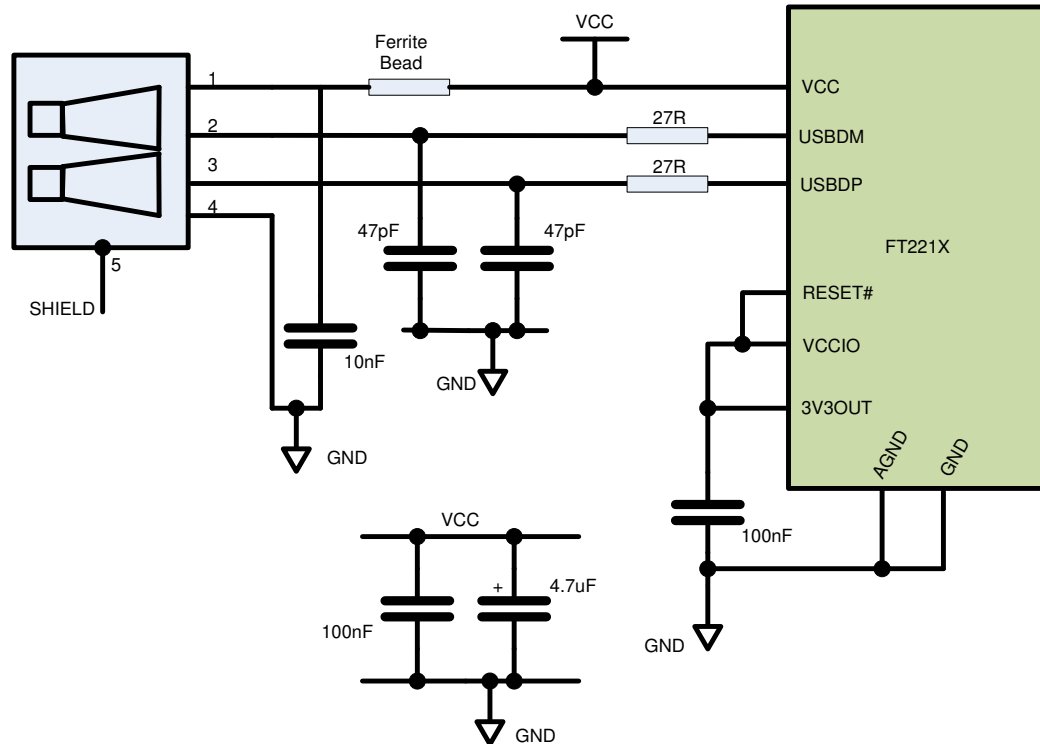 VCC
Ferrite
Bead
1
VCC
27R
2
USBDM
27R
3
USBDP
4
47pF
47pF
FT221X
5
SHIELD
RESET#
10nF
VCCIO
GND
3V3OUT
GND
AGND
GND
VCC
100nF
4.7uF
+
100nF
GND
GND